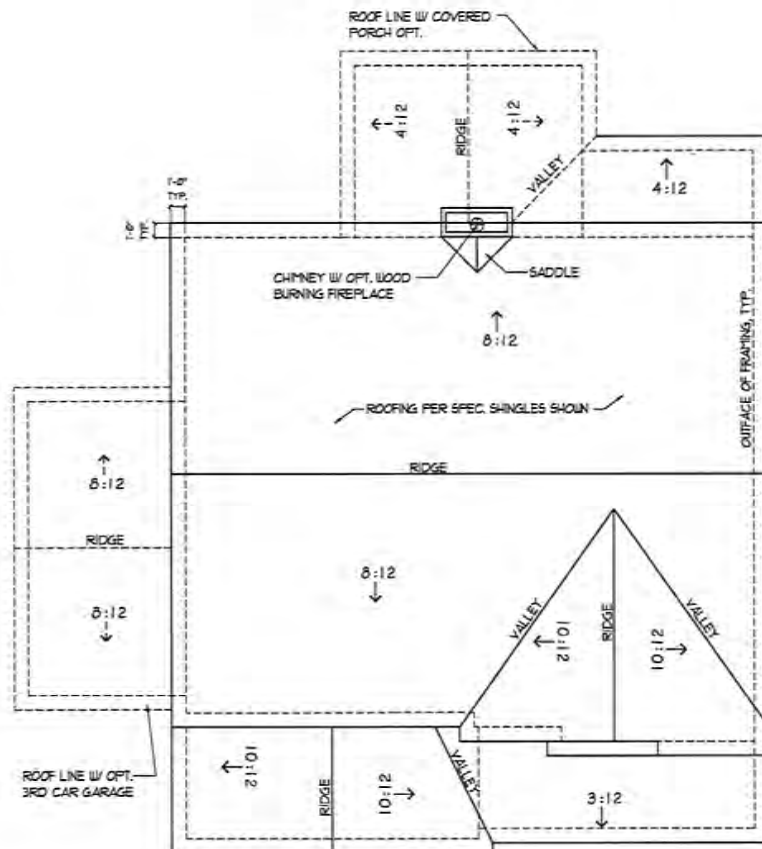 ROOF LINE W/ COVERED
PORCH OPT.
4:12
RIDGE
4:12
VALLEY
4:12
1'-0"
TYP.
1'-0"
TYP.
CHIMNEY W/ OPT. WOOD
BURNING FIREPLACE
SADDLE
8:12
OUTFACE OF FRAMING, TYP.
ROOFING PER SPEC. SHINGLES SHOWN
RIDGE
8:12
RIDGE
8:12
8:12
VALLEY
10:12
RIDGE
10:12
VALLEY
ROOF LINE W/ OPT.
3RD CAR GARAGE
10:12
RIDGE
10:12
VALLEY
3:12